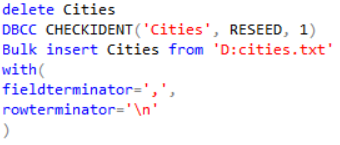 delete Cities
DBCC CHECKIDENT('Cities', RESEED, 1)
Bulk insert Cities from 'D:cities.txt'
with(
fieldterminator=',',
rowterminator='\n'
)